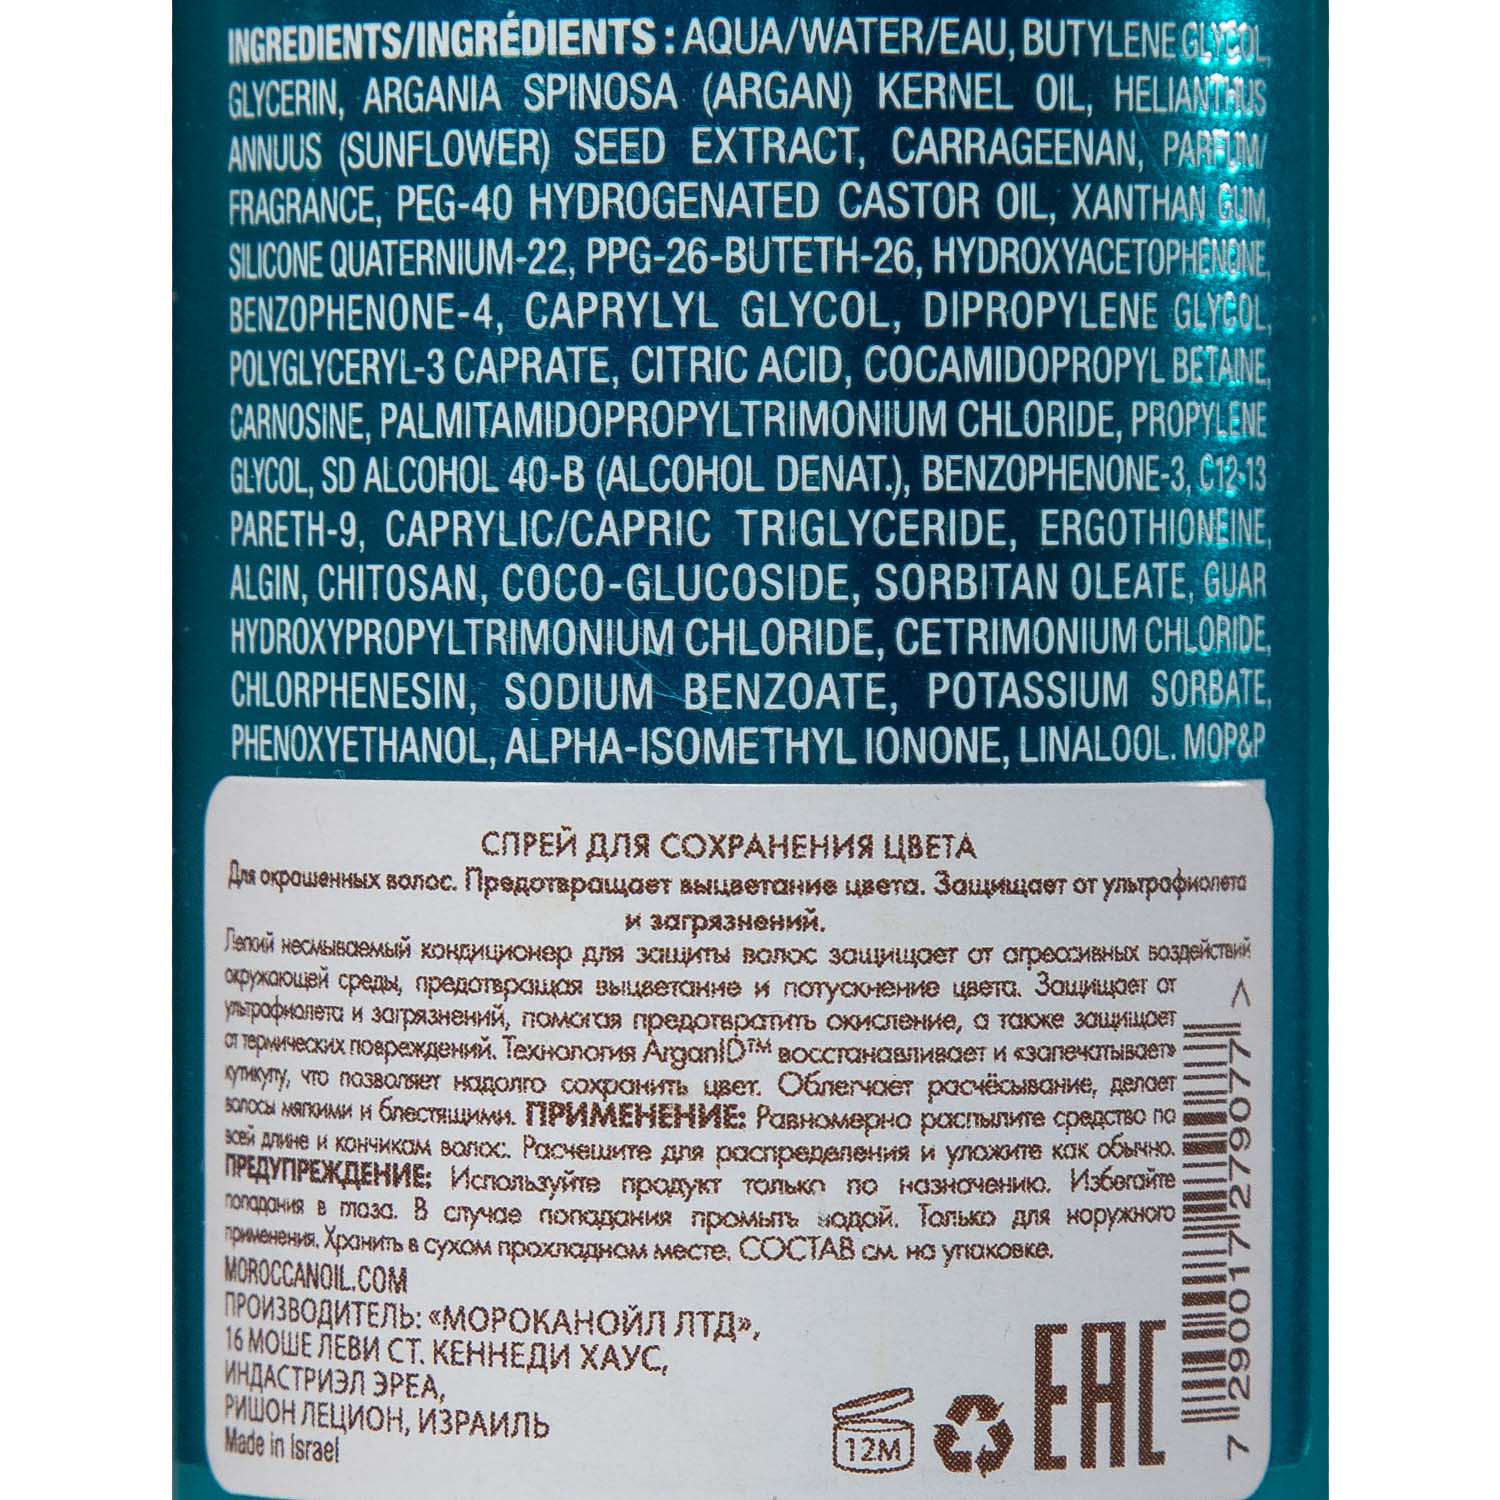 INGREDIENTS/INGRÉDIENTS : AQUA/WATER/EAU, BUTYLENE GLYCOL,
GLYCERIN, ARGANIA SPINOSA (ARGAN) KERNEL OIL, HELIANTHUS
ANNUUS (SUNFLOWER) SEED EXTRACT, CARRAGEENAN, PARFUM/
FRAGRANCE, PEG-40 HYDROGENATED CASTOR OIL, XANTHAN GUM,
SILICONE QUATERNIUM-22, PPG-26-BUTETH-26, HYDROXYACETOPHENONE,
BENZOPHENONE-4, CAPRYLYL GLYCOL, DIPROPYLENE GLYCOL,
POLYGLYCERYL-3 CAPRATE, CITRIC ACID, COCAMIDOPROPYL BETAINE,
CARNOSINE, PALMITAMIDOPROPYLTRIMONIUM CHLORIDE, PROPYLENE
GLYCOL, SD ALCOHOL 40-B (ALCOHOL DENAT.), BENZOPHENONE-3, C12-13
PARETH-9, CAPRYLIC/CAPRIC TRIGLYCERIDE, ERGOTHIONEINE,
ALGIN, CHITOSAN, COCO-GLUCOSIDE, SORBITAN OLEATE, GUAR
HYDROXYPROPYLTRIMONIUM CHLORIDE, CETRIMONIUM CHLORIDE,
CHLORPHENESIN, SODIUM BENZOATE, POTASSIUM SORBATE,
PHENOXYETHANOL, ALPHA-ISOMETHYL IONONE, LINALOOL. MOP&P
СПРЕЙ ДЛЯ СОХРАНЕНИЯ ЦВЕТА
Для окрашенных волос. Предотвращает выцветание цвета. Защищает от ультрафиолета
и загрязнений.
Легкий несмываемый кондиционер для защиты волос защищает от агрессивных воздействий
окружающей среды, предотвращая выцветание и потускнение цвета. Защищает от
ультрафиолета и загрязнений, помогая предотвратить окисление, а также защищает
от термических повреждений. Технология ArganID™ восстанавливает и «запечатывает»
кутикулу, что позволяет надолго сохранить цвет. Облегчает расчёсывание, делает
волосы мягкими и блестящими. ПРИМЕНЕНИЕ: Равномерно распылите средство по
всей длине и кончикам волос. Расчешите для распределения и уложите как обычно.
ПРЕДУПРЕЖДЕНИЕ: Используйте продукт только по назначению. Избегайте
попадания в глаза. В случае попадания промыть водой. Только для наружного
применения. Хранить в сухом прохладном месте. СОСТАВ см. на упаковке.
MOROCCANOIL.COM
ПРОИЗВОДИТЕЛЬ: «МОРОКАНОЙЛ ЛТД»,
16 МОШЕ ЛЕВИ СТ. КЕННЕДИ ХАУС,
ИНДАСТРИЭЛ ЭРЕА,
РИШОН ЛЕЦИОН, ИЗРАИЛЬ
Made in Israel
12M
EAC
7 290017 279077 >